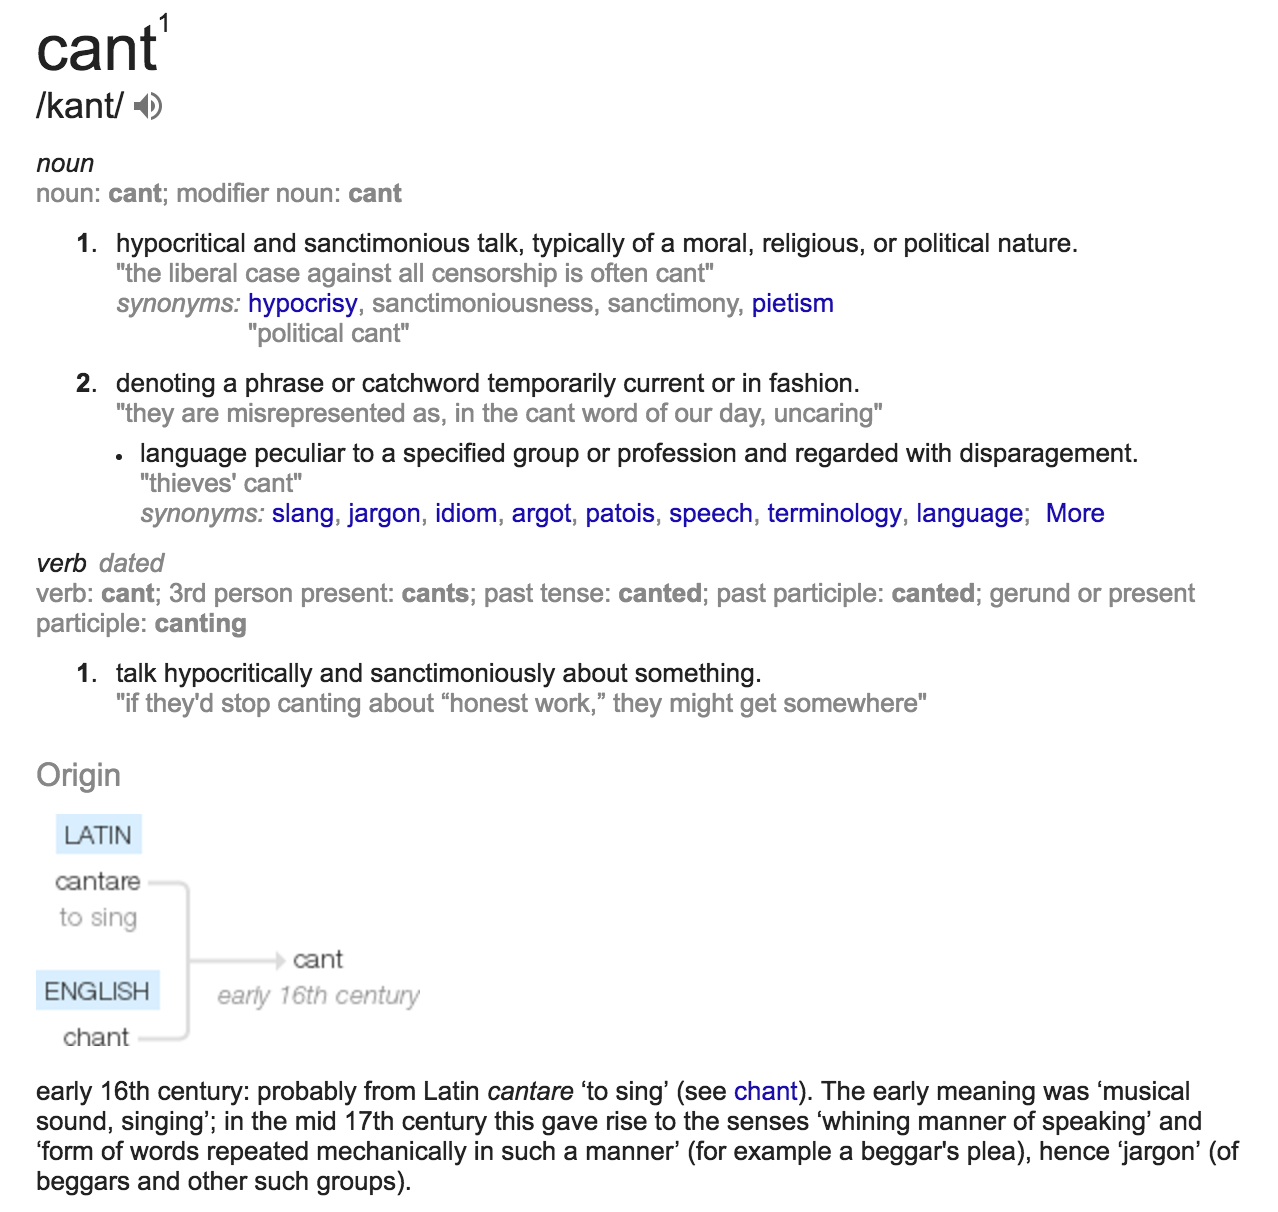 cant¹
/kant/
noun
noun: cant; modifier noun: cant
1. hypocritical and sanctimonious talk, typically of a moral, religious, or political nature.
"the liberal case against all censorship is often cant"
synonyms: hypocrisy, sanctimoniousness, sanctimony, pietism
"political cant"
2. denoting a phrase or catchword temporarily current or in fashion.
"they are misrepresented as, in the cant word of our day, uncaring"
• language peculiar to a specified group or profession and regarded with disparagement.
"thieves' cant"
synonyms: slang, jargon, idiom, argot, patois, speech, terminology, language; More
verb dated
verb: cant; 3rd person present: cants; past tense: canted; past participle: canted; gerund or present
participle: canting
1. talk hypocritically and sanctimoniously about something.
"if they'd stop canting about “honest work,” they might get somewhere"
Origin
LATIN
cantare
to sing
ENGLISH
chant
cant
early 16th century
early 16th century: probably from Latin cantare ‘to sing’ (see chant). The early meaning was ‘musical
sound, singing’; in the mid 17th century this gave rise to the senses ‘whining manner of speaking’ and
‘form of words repeated mechanically in such a manner’ (for example a beggar's plea), hence ‘jargon’ (of
beggars and other such groups).